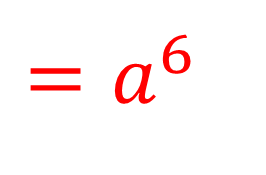 = a⁶